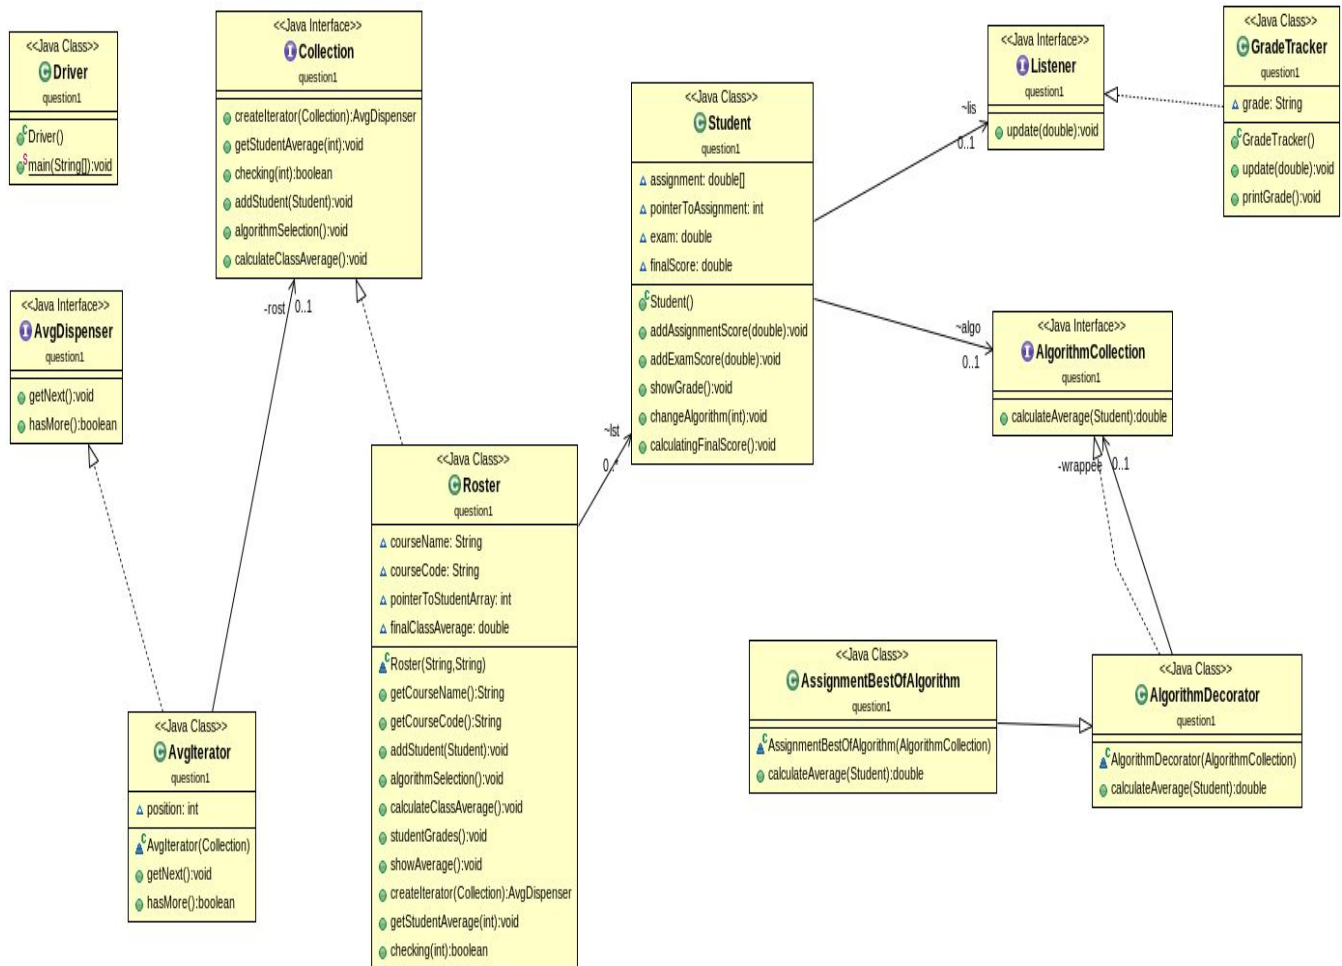 <<Java Class>>
Driver
question1
Driver()
main(String[]):void
<<Java Interface>>
Collection
question1
createIterator(Collection):AvgDispenser
getStudentAverage(int):void
checking(int):boolean
addStudent(Student):void
algorithmSelection():void
calculateClassAverage():void
<<Java Class>>
Student
question1
assignment: double[]
pointerToAssignment: int
exam: double
finalScore: double
Student()
addAssignmentScore(double):void
addExamScore(double):void
showGrade():void
changeAlgorithm(int):void
calculatingFinalScore():void
~lis
0..1
<<Java Interface>>
Listener
question1
update(double):void
<<Java Class>>
GradeTracker
question1
grade: String
GradeTracker()
update(double):void
printGrade():void
<<Java Interface>>
AvgDispenser
question1
getNext():void
hasMore():boolean
-rost 0..1
~algo
0..1
<<Java Interface>>
AlgorithmCollection
question1
calculateAverage(Student):double
-wrappee 0..1
~lst
0..*
<<Java Class>>
Roster
question1
courseName: String
courseCode: String
pointerToStudentArray: int
finalClassAverage: double
Roster(String,String)
getCourseName():String
getCourseCode():String
addStudent(Student):void
algorithmSelection():void
calculateClassAverage():void
studentGrades():void
showAverage():void
createIterator(Collection):AvgDispenser
getStudentAverage(int):void
checking(int):boolean
<<Java Class>>
AvgIterator
question1
position: int
AvgIterator(Collection)
getNext():void
hasMore():boolean
<<Java Class>>
AssignmentBestOfAlgorithm
question1
AssignmentBestOfAlgorithm(AlgorithmCollection)
calculateAverage(Student):double
<<Java Class>>
AlgorithmDecorator
question1
AlgorithmDecorator(AlgorithmCollection)
calculateAverage(Student):double